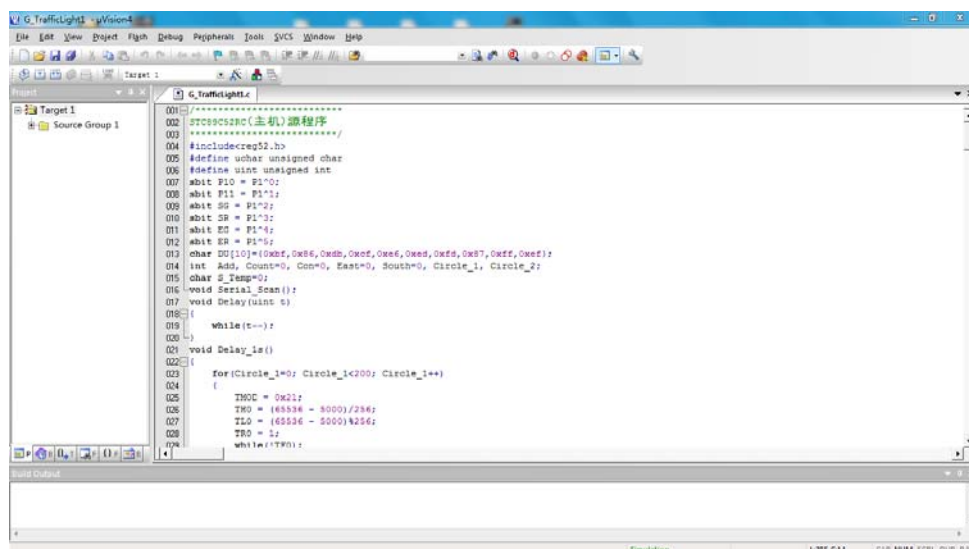 G_TrafficLight1 - µVision4
File Edit View Project Flash Debug Peripherals Tools SVCS Window Help
Target 1
Project
G_TrafficLight1.c
Target 1
Source Group 1
001 /**************************
002 STC89C52RC(主机)源程序
003 **************************/
004 #include<reg52.h>
005 #define uchar unsigned char
006 #define uint unsigned int
007 sbit P10 = P1^0;
008 sbit P11 = P1^1;
009 sbit SG = P1^2;
010 sbit SR = P1^3;
011 sbit EG = P1^4;
012 sbit ER = P1^5;
013 char DU[10]={0xbf,0x86,0xdb,0xcf,0xe6,0xed,0xfd,0x87,0xff,0xef};
014 int Add, Count=0, Con=0, East=0, South=0, Circle_1, Circle_2;
015 char S_Temp=0;
016 void Serial_Scan();
017 void Delay(uint t)
018 {
019 while(t--);
020 }
021 void Delay_1s()
022 {
023 for(Circle_1=0; Circle_1<200; Circle_1++)
024 {
025 TMOD = 0x21;
026 TH0 = (65536 - 5000)/256;
027 TL0 = (65536 - 5000)%256;
028 TR0 = 1;
029 while(!TF0);
Build Output
Simulation